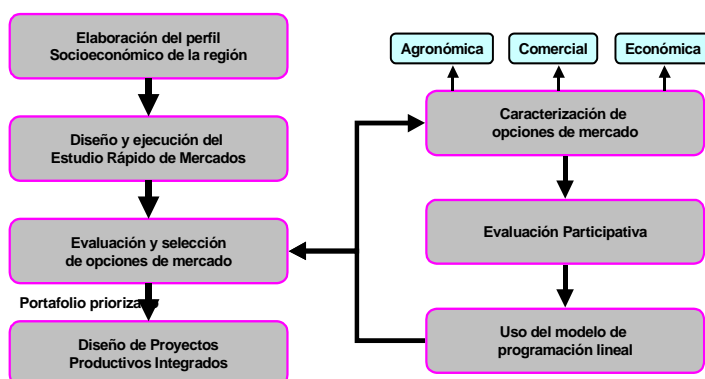 Elaboración del perfil
Socioeconómico de la región
Diseño y ejecución del
Estudio Rápido de Mercados
Evaluación y selección
de opciones de mercado
Portafolio priorizado
Diseño de Proyectos
Productivos Integrados
Agronómica
Comercial
Económica
Caracterización de
opciones de mercado
Evaluación Participativa
Uso del modelo de
programación lineal